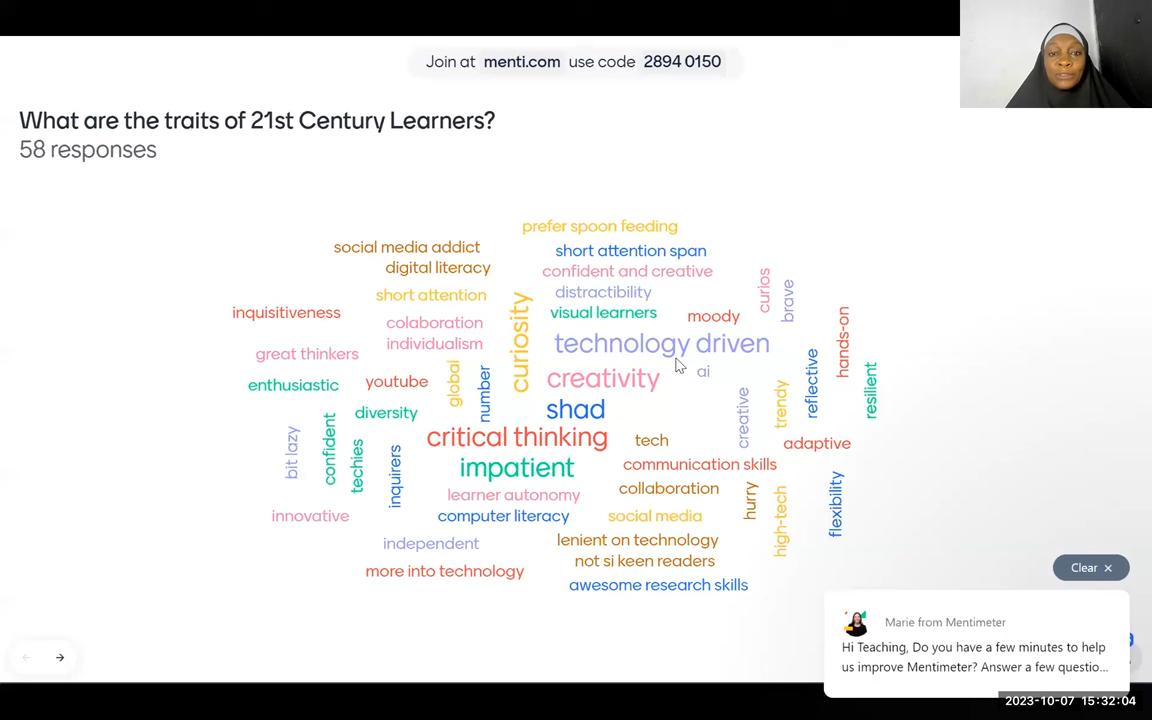 Join at menti.com use code 2894 0150
What are the traits of 21st Century Learners?
58 responses
prefer spoon feeding
social media addict
short attention span
digital literacy
confident and creative
curios
brave
short attention
distractibility
curiosity
inquisitiveness
visual learners
moody
hands-on
colaboration
individualism
technology driven
great thinkers
reflective
resilient
global
number
youtube
enthusiastic
creativity
ai
trendy
creative
diversity
shad
confident
bit lazy
techies
inquirers
critical thinking
tech
adaptive
impatient
communication skills
hurry
high-tech
flexibility
learner autonomy
collaboration
innovative
computer literacy
social media
independent
lenient on technology
not si keen readers
more into technology
awesome research skills
Clear ×
Marie from Mentimeter
Hi Teaching, Do you have a few minutes to help
us improve Mentimeter? Answer a few questio...
2023-10-07 15:32:04